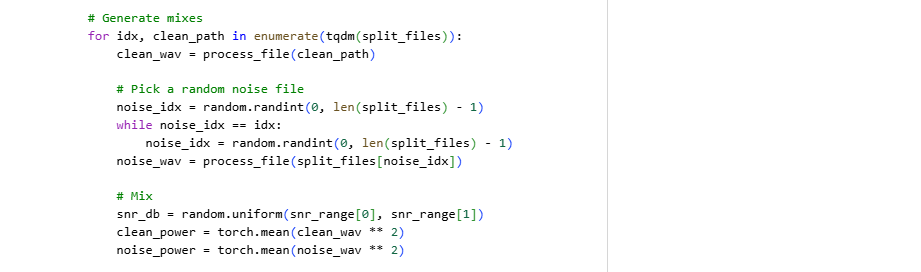 # Generate mixes
for idx, clean_path in enumerate(tqdm(split_files)):
    clean_wav = process_file(clean_path)

    # Pick a random noise file
    noise_idx = random.randint(0, len(split_files) - 1)
    while noise_idx == idx:
        noise_idx = random.randint(0, len(split_files) - 1)
    noise_wav = process_file(split_files[noise_idx])

    # Mix
    snr_db = random.uniform(snr_range[0], snr_range[1])
    clean_power = torch.mean(clean_wav ** 2)
    noise_power = torch.mean(noise_wav ** 2)